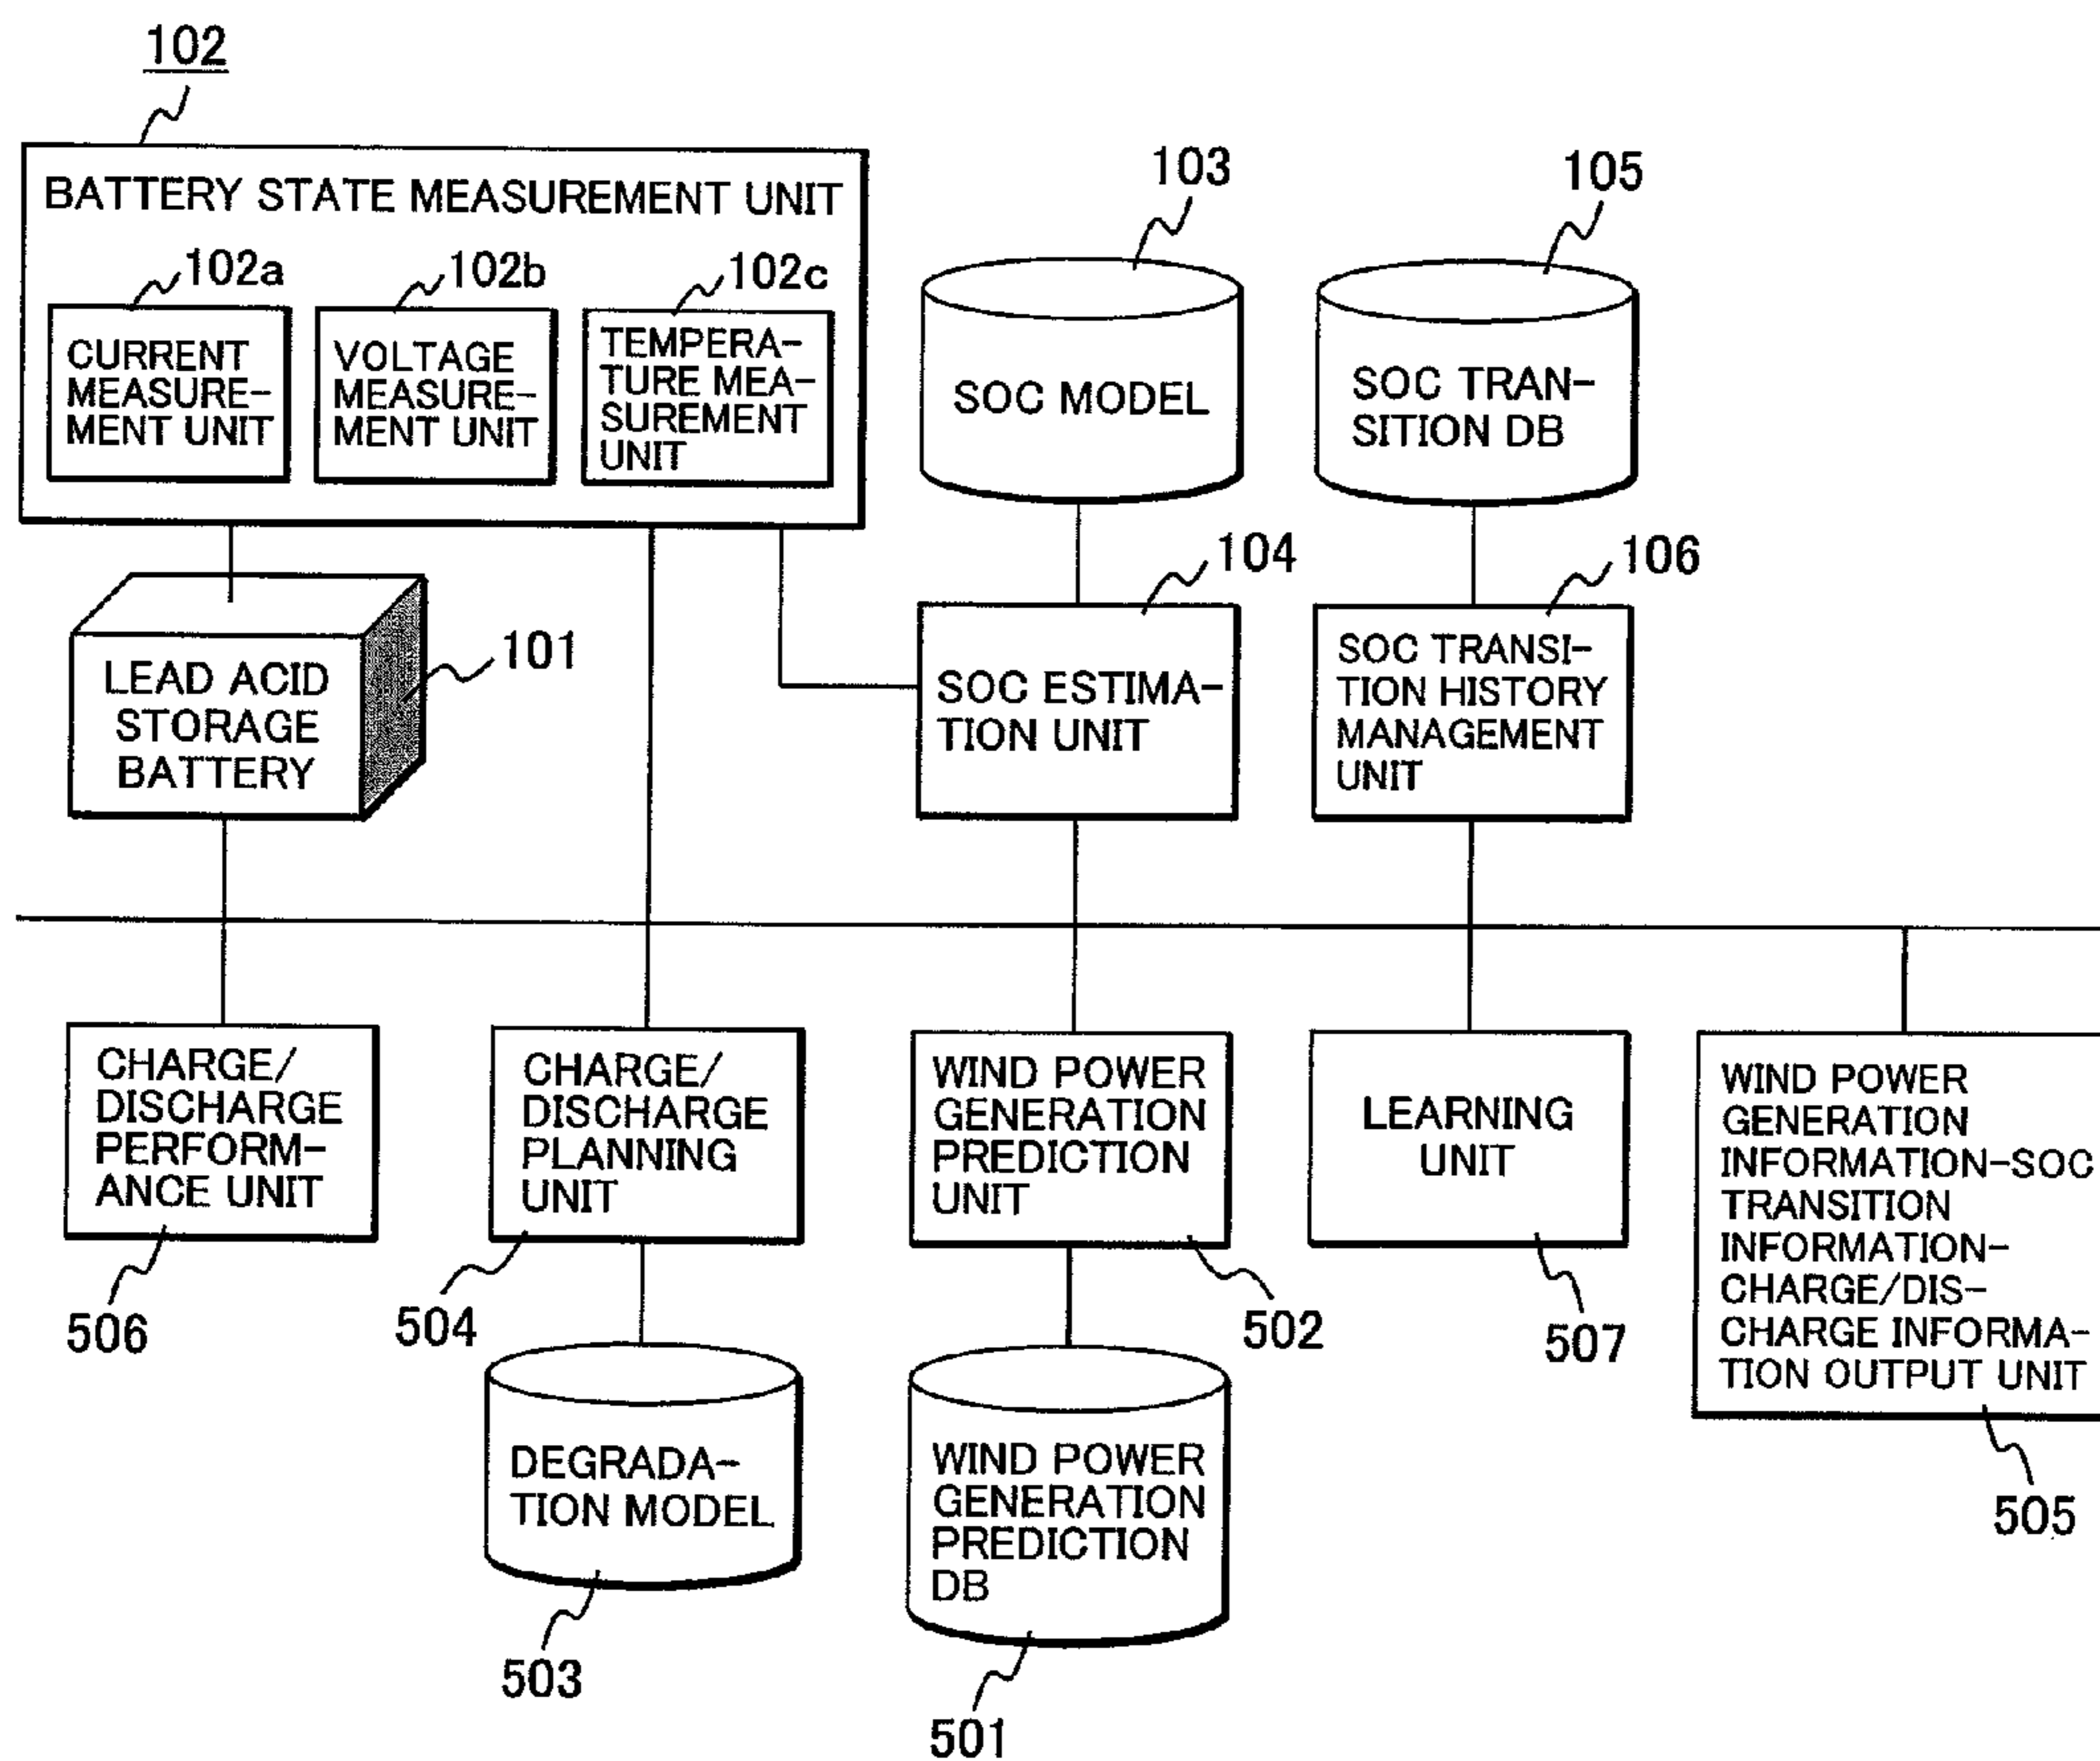 102
BATTERY STATE MEASUREMENT UNIT
102a
CURRENT
MEASURE-
MENT UNIT
102b
VOLTAGE
MEASURE-
MENT UNIT
102c
TEMPERA-
TURE MEA-
SUREMENT
UNIT
103
SOC MODEL
105
SOC TRAN-
SITION DB
101
LEAD ACID
STORAGE
BATTERY
104
SOC ESTIMA-
TION UNIT
106
SOC TRANSI-
TION HISTORY
MANAGEMENT
UNIT
CHARGE/
DISCHARGE
PERFORM-
ANCE UNIT
506
CHARGE/
DISCHARGE
PLANNING
UNIT
504
WIND POWER
GENERATION
PREDICTION
UNIT
502
LEARNING
UNIT
507
WIND POWER
GENERATION
INFORMATION-SOC
TRANSITION
INFORMATION-
CHARGE/DIS-
CHARGE INFORMA-
TION OUTPUT UNIT
505
DEGRADA-
TION MODEL
503
WIND POWER
GENERATION
PREDICTION
DB
501